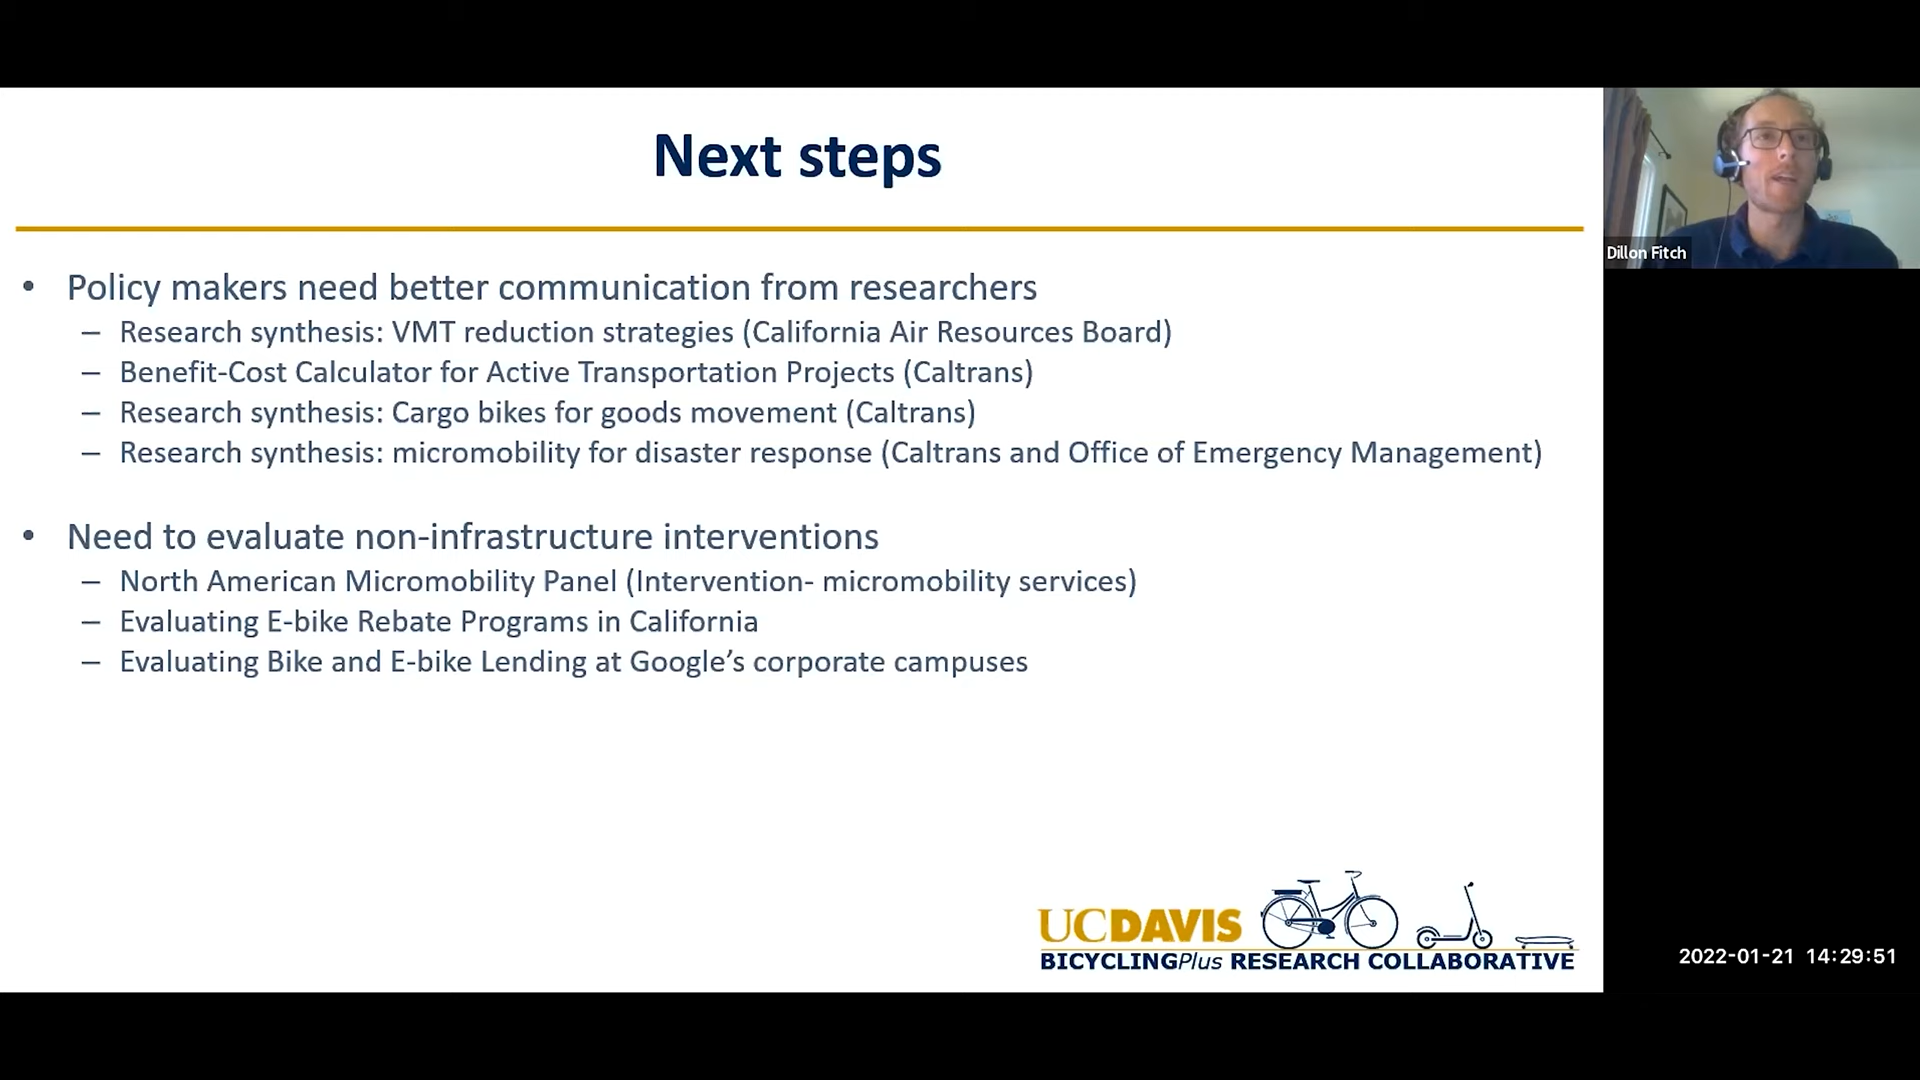 Next steps
Dillon Fitch
• Policy makers need better communication from researchers
– Research synthesis: VMT reduction strategies (California Air Resources Board)
– Benefit-Cost Calculator for Active Transportation Projects (Caltrans)
– Research synthesis: Cargo bikes for goods movement (Caltrans)
– Research synthesis: micromobility for disaster response (Caltrans and Office of Emergency Management)
• Need to evaluate non-infrastructure interventions
– North American Micromobility Panel (Intervention- micromobility services)
– Evaluating E-bike Rebate Programs in California
– Evaluating Bike and E-bike Lending at Google’s corporate campuses
UCDAVIS
BICYCLINGPlus RESEARCH COLLABORATIVE
2022-01-21 14:29:51